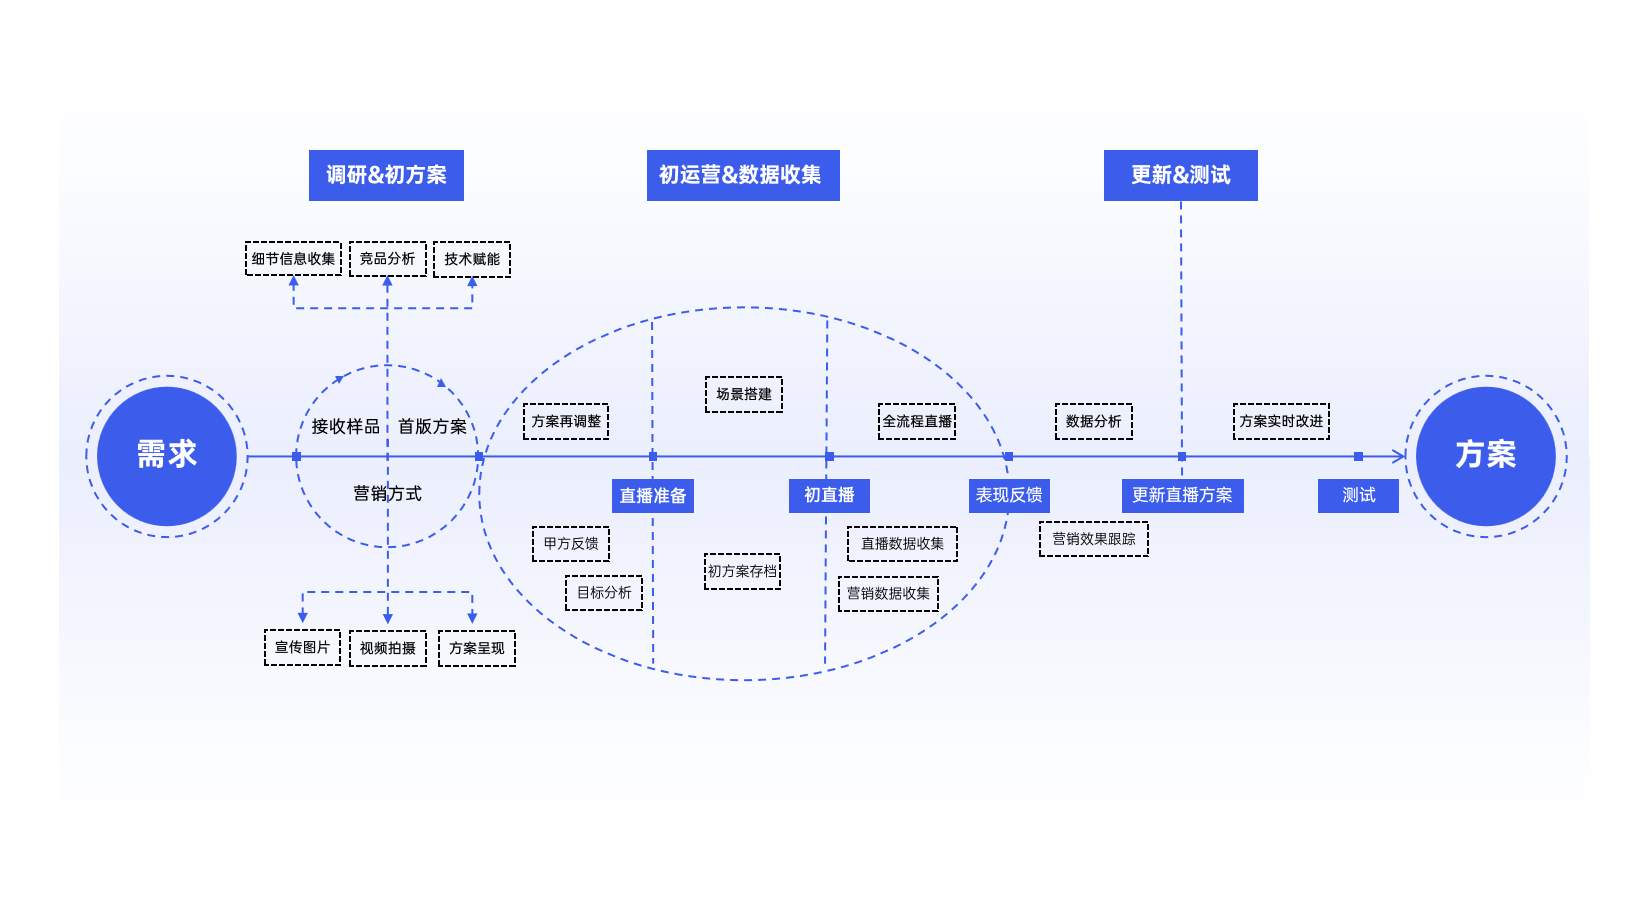 调研&初方案
初运营&数据收集
更新&测试
细节信息收集
竞品分析
技术赋能
需求
接收样品
首版方案
营销方式
宣传图片
视频拍摄
方案呈现
方案再调整
场景搭建
全流程直播
数据分析
方案实时改进
直播准备
初直播
表现反馈
更新直播方案
测试
甲方反馈
目标分析
初方案存档
直播数据收集
营销数据收集
营销效果跟踪
方案